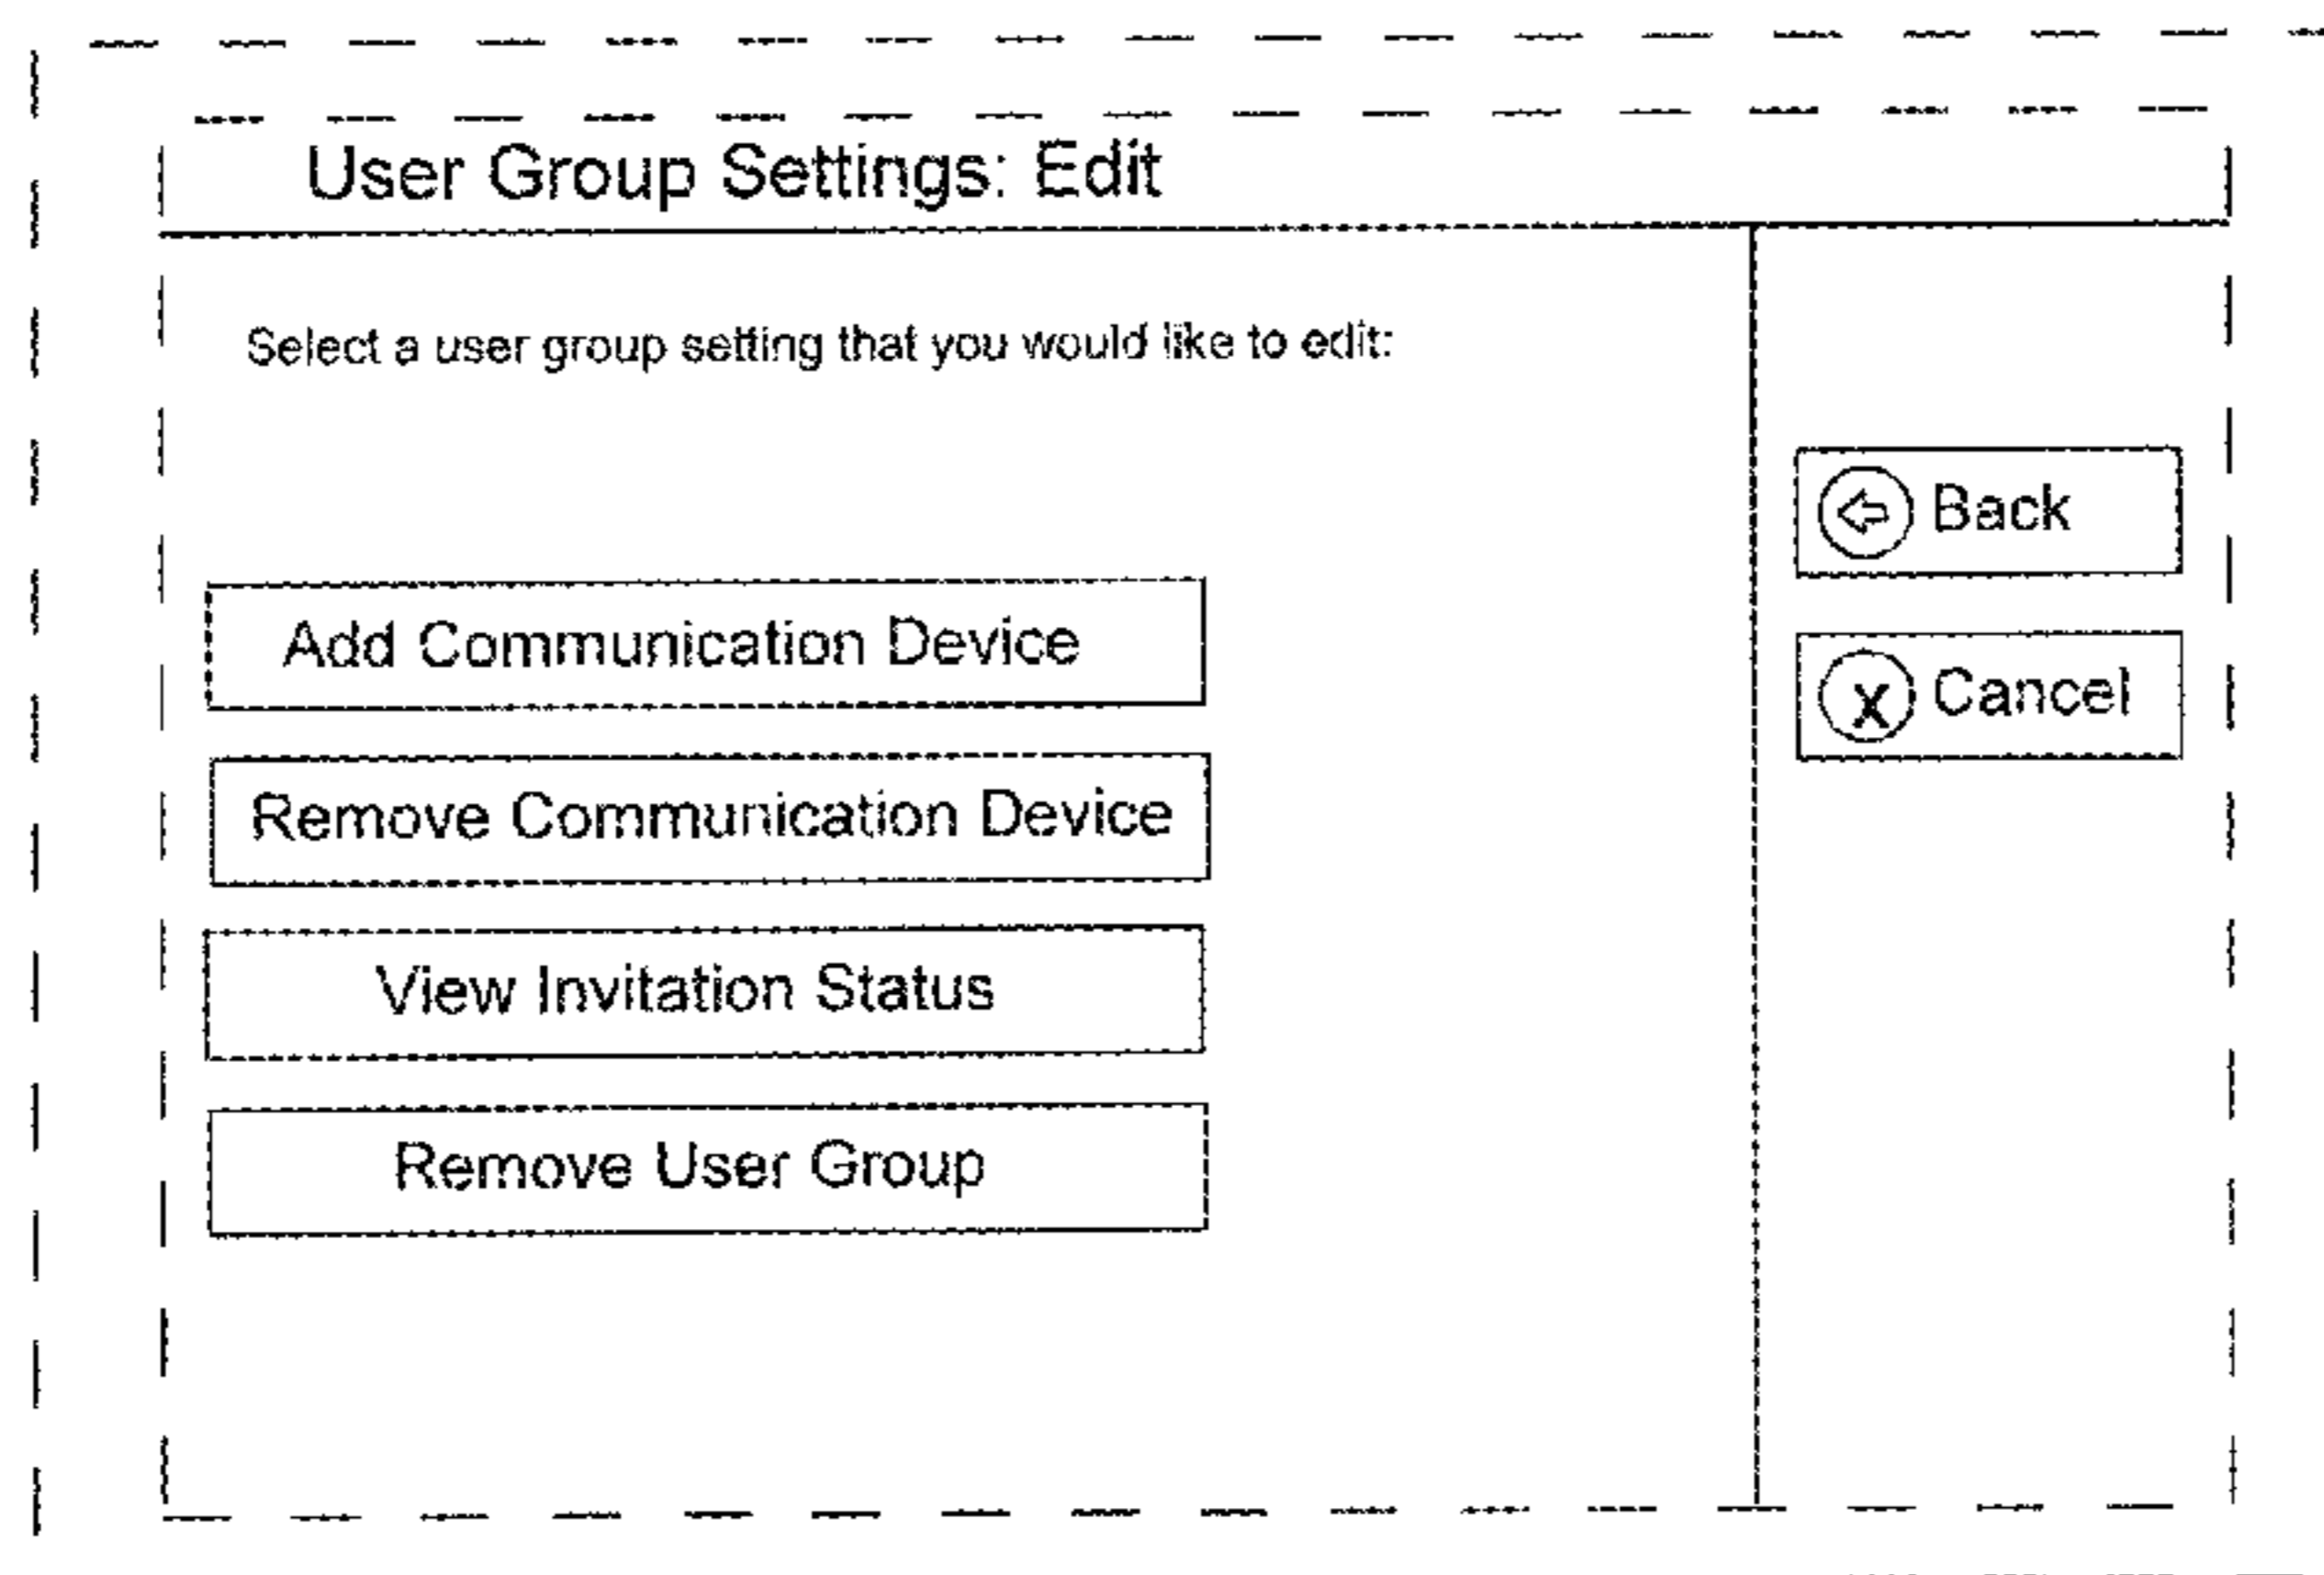 User Group Settings: Edit
Select a user group setting that you would like to edit:
Back
Add Communication Device
X Cancel
Remove Communication Device
View Invitation Status
Remove User Group